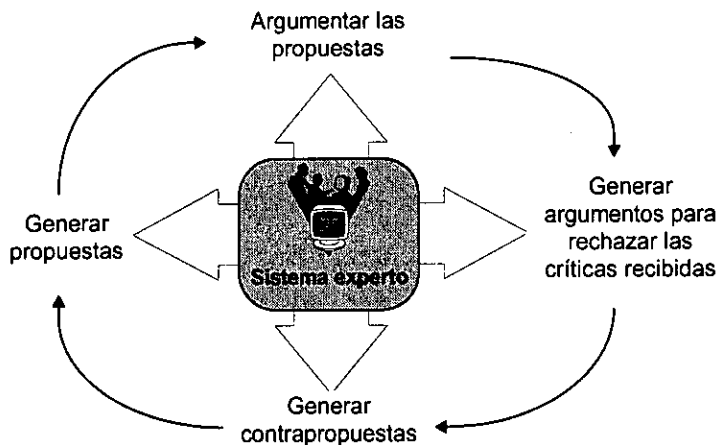 Argumentar las
propuestas
Generar
propuestas
Sistema experto
Generar
argumentos para
rechazar las
críticas recibidas
Generar
contrapropuestas